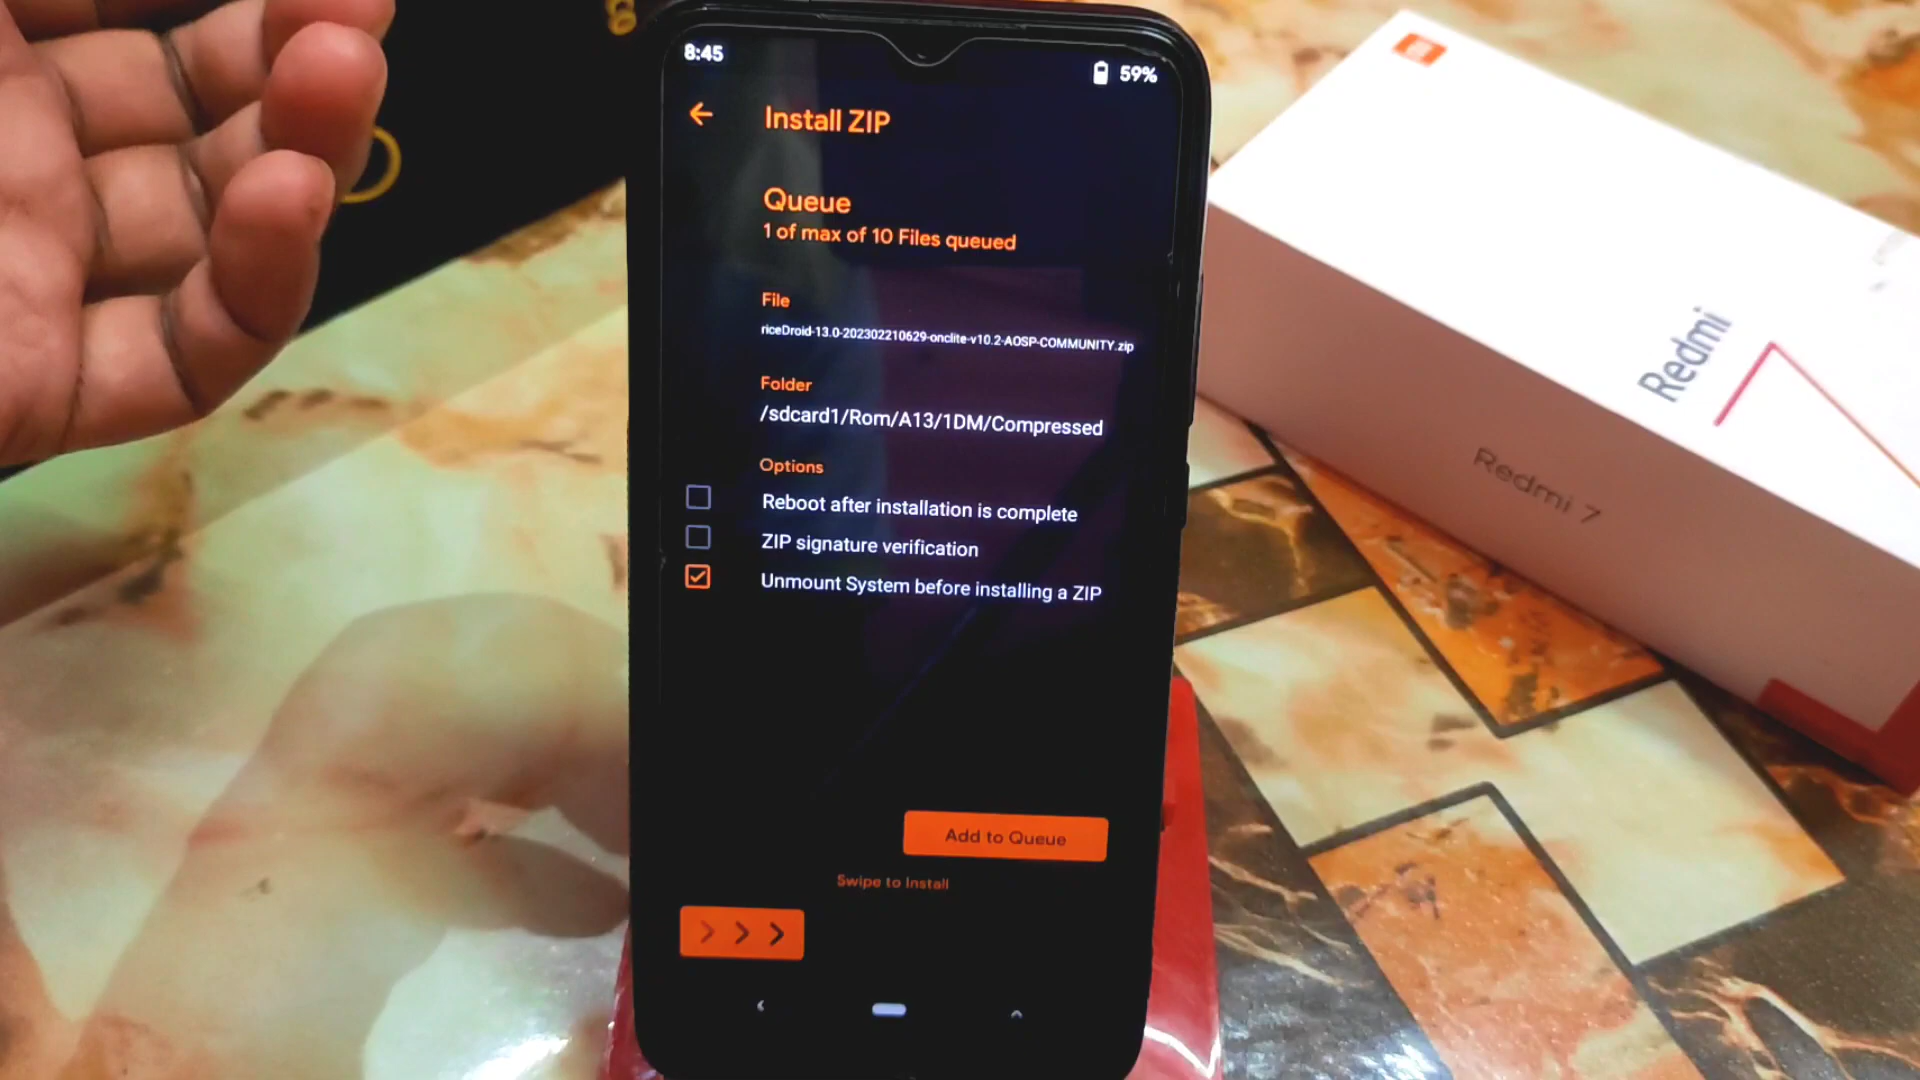 8:45
59%
Install ZIP
Queue
1 of max of 10 Files queued
File
riceDroid-13.0-202302210629-onclite-v10.2-AOSP-COMMUNITY.zip
Folder
/sdcard1/Rom/A13/1DM/Compressed
Options
Reboot after installation is complete
ZIP signature verification
Unmount System before installing a ZIP
Add to Queue
Swipe to Install
Redmi
Redmi 7